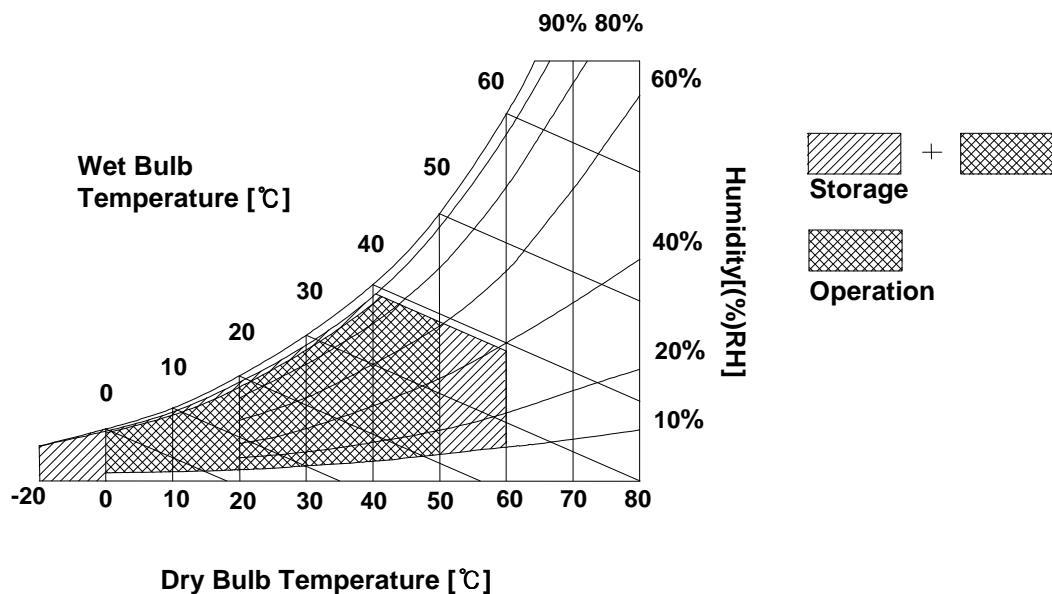 90% 80%
60
60%
Wet Bulb
Temperature [℃]
50
+
Storage
40
40%
Humidity[(%)RH]
30
Operation
20
20%
10
10%
0
-20 0 10 20 30 40 50 60 70 80
Dry Bulb Temperature [℃]